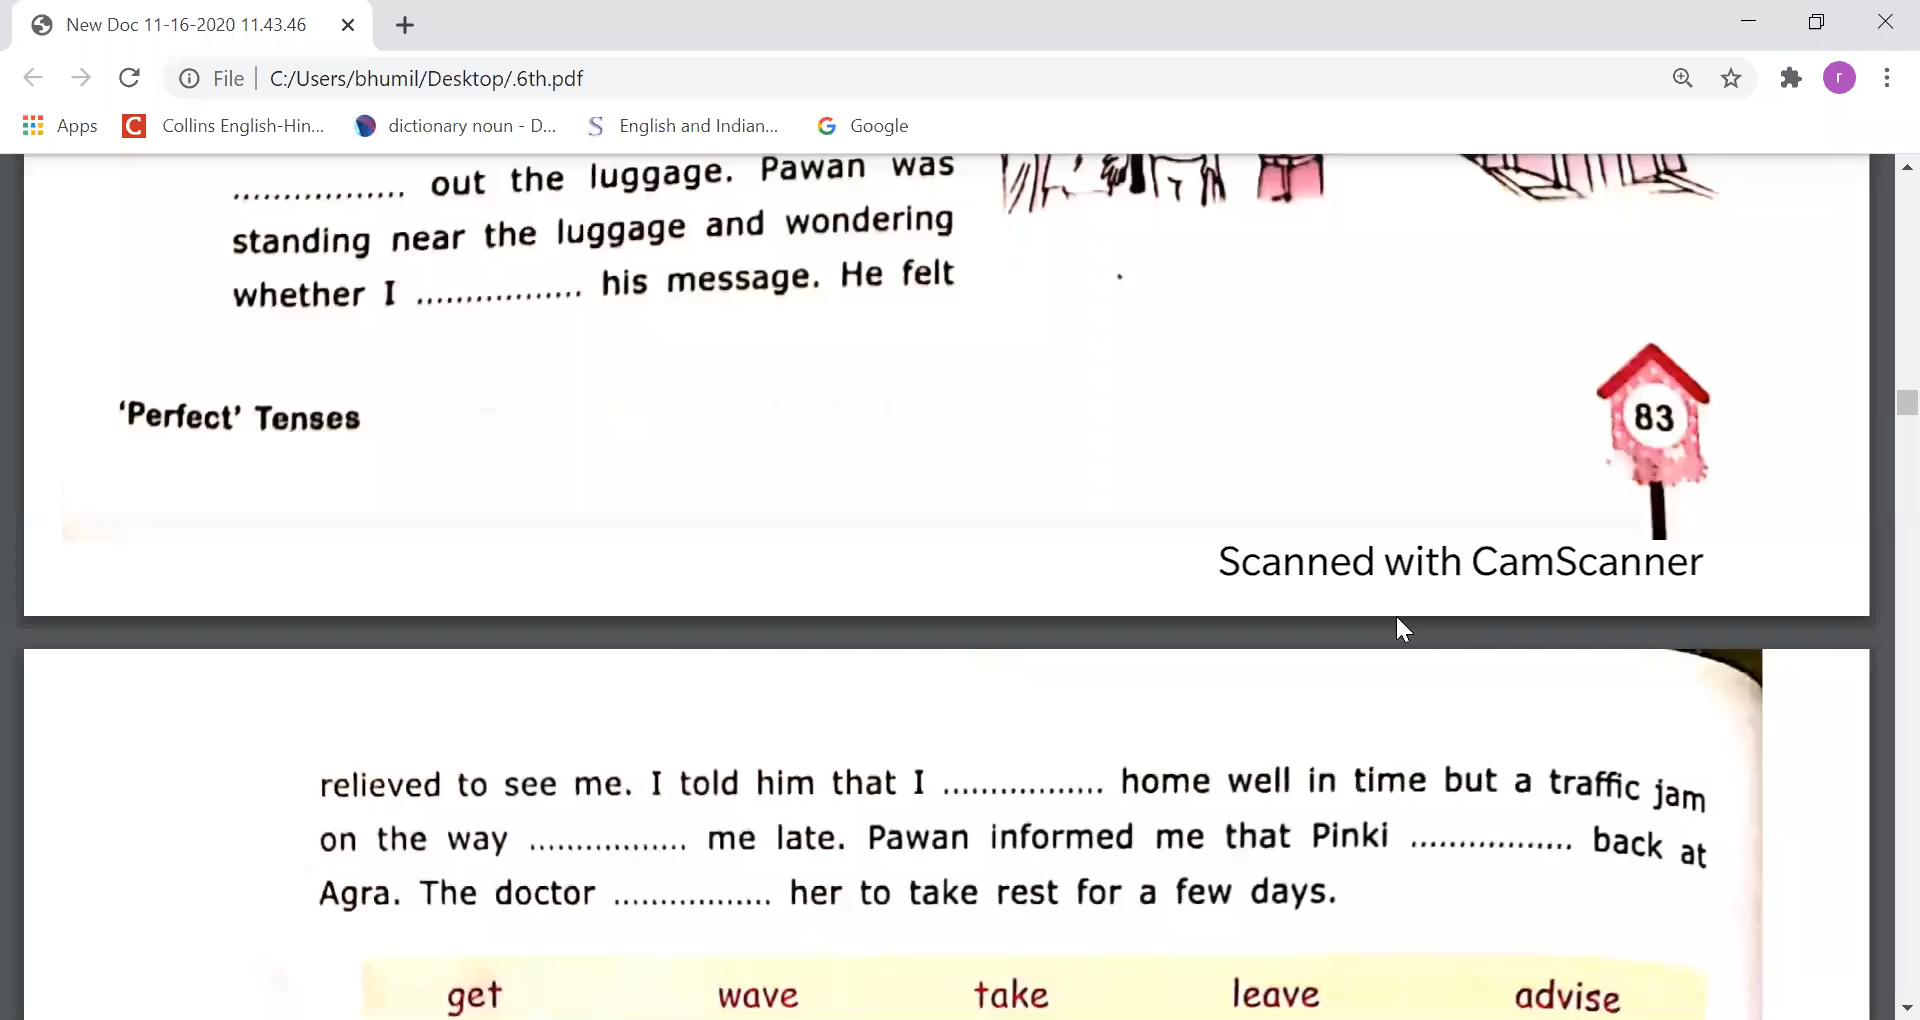 New Doc 11-16-2020 11.43.46
File C:/Users/bhumil/Desktop/.6th.pdf
r
Apps
C Collins English-Hin...
dictionary noun - D...
S English and Indian...
G Google
................. out the luggage. Pawan was
standing near the luggage and wondering
whether I ................. his message. He felt
'Perfect' Tenses
83
Scanned with CamScanner
relieved to see me. I told him that I ................. home well in time but a traffic jam
on the way ................. me late. Pawan informed me that Pinki ................. back at
Agra. The doctor ................. her to take rest for a few days.
get wave take leave advise